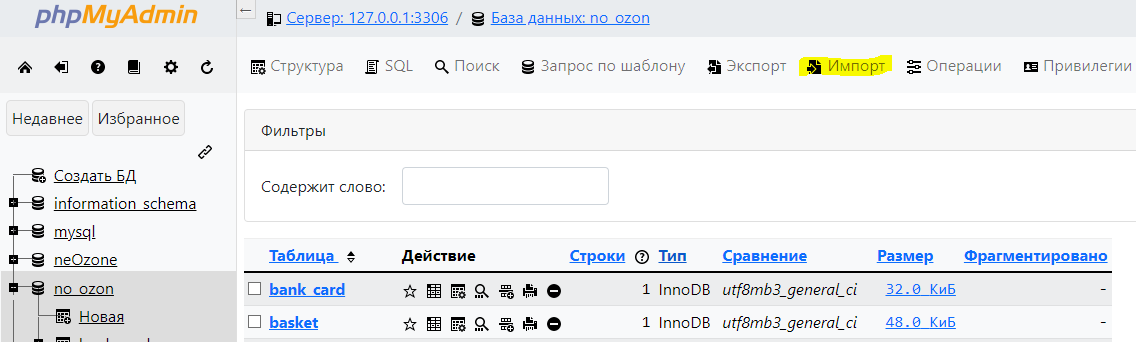 phpMyAdmin
←
Сервер: 127.0.0.1:3306 / База данных: no_ozon
Структура SQL Поиск Запрос по шаблону Экспорт Импорт Операции Привилегии
Недавнее Избранное
Создать БД
information_schema
mysql
neOzone
no_ozon
Новая
Фильтры
Содержит слово:
Таблица Действие Строки Тип Сравнение Размер Фрагментировано
bank_card 1 InnoDB utf8mb3_general_ci 32.0 КиБ -
basket 1 InnoDB utf8mb3_general_ci 48.0 КиБ -